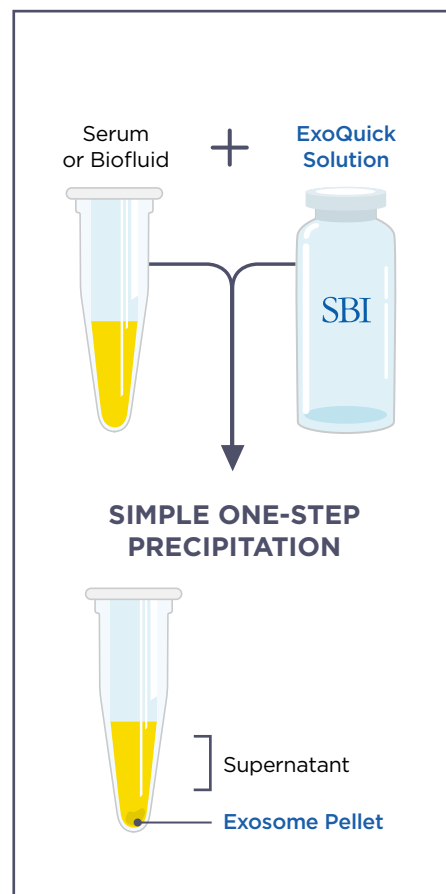 Serum
or Biofluid
+
ExoQuick
Solution
SBI
SIMPLE ONE-STEP
PRECIPITATION
Supernatant
Exosome Pellet